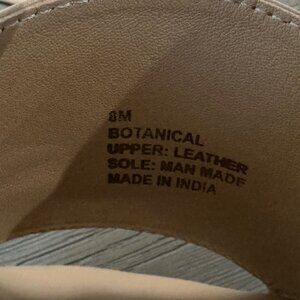 8M
BOTANICAL
UPPER: LEATHER
SOLE: MAN MADE
MADE IN INDIA